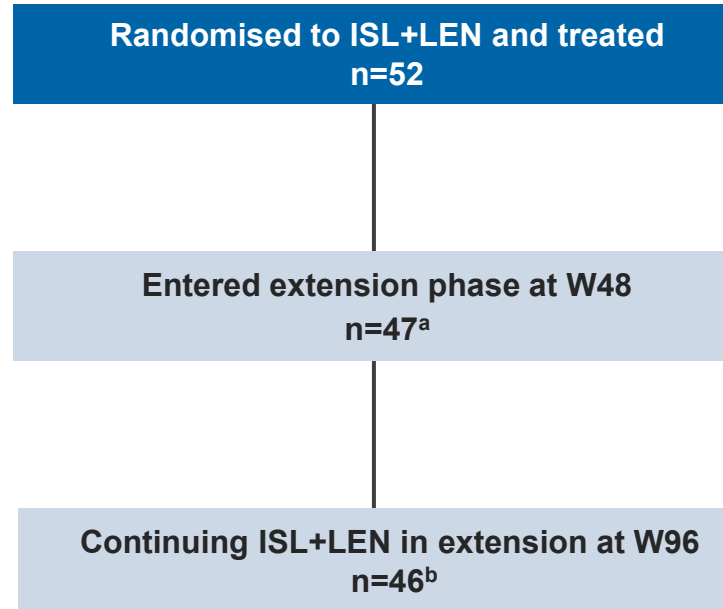 Randomised to ISL+LEN and treated
n=52
Entered extension phase at W48
n=47ᵃ
Continuing ISL+LEN in extension at W96
n=46ᵇ